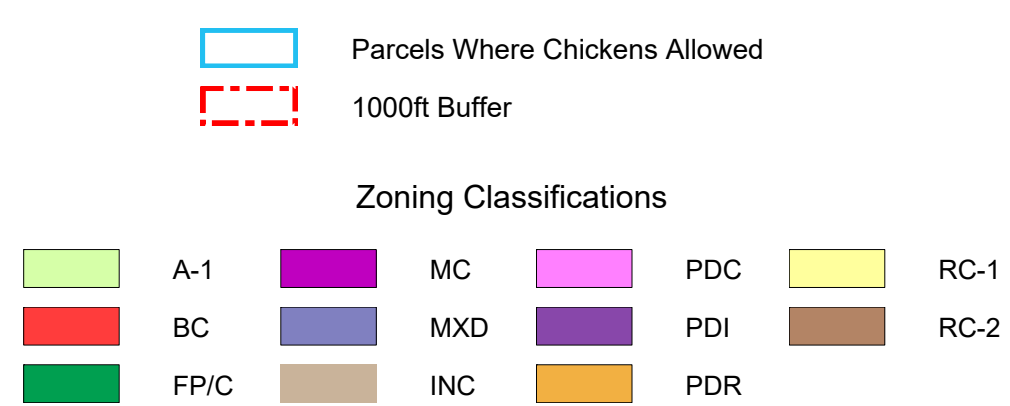 Parcels Where Chickens Allowed
1000ft Buffer
Zoning Classifications
A-1 MC PDC RC-1
BC MXD PDI RC-2
FP/C INC PDR